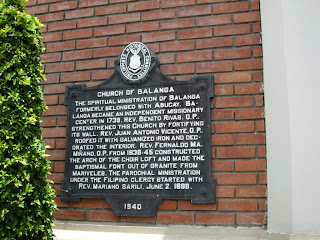 CHURCH OF BALANGA
THE SPIRITUAL MINISTRATION OF BALANGA
FORMERLY BELONGED WITH ABUCAY. BA-
LANGA BECAME AN INDEPENDENT MISSIONARY
CENTER IN 1739. REV. BENITO RIVAS, O.P.
STRENGTHENED THIS CHURCH BY FORTIFYING
ITS WALL. REV. JUAN ANTONIO VICENTE, O.P.
ROOFED IT WITH GALVANIZED IRON AND DEC-
ORATED THE INTERIOR. REV. FERNALDO MA.
MIÑANO, O.P. FROM 1838-45 CONSTRUCTED
THE ARCH OF THE CHOIR LOFT AND MADE THE
BAPTISMAL FONT OUT OF GRANITE FROM
MARIVELES. THE PAROCHIAL MINISTRATION
UNDER THE FILIPINO CLERGY STARTED WITH
REV. MARIANO SARILI, JUNE 2, 1898.
1940